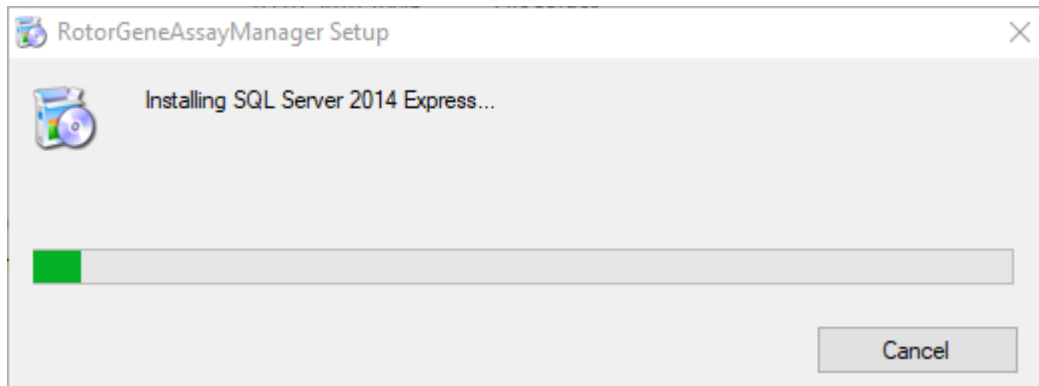 RotorGeneAssayManager Setup
Installing SQL Server 2014 Express...
Cancel